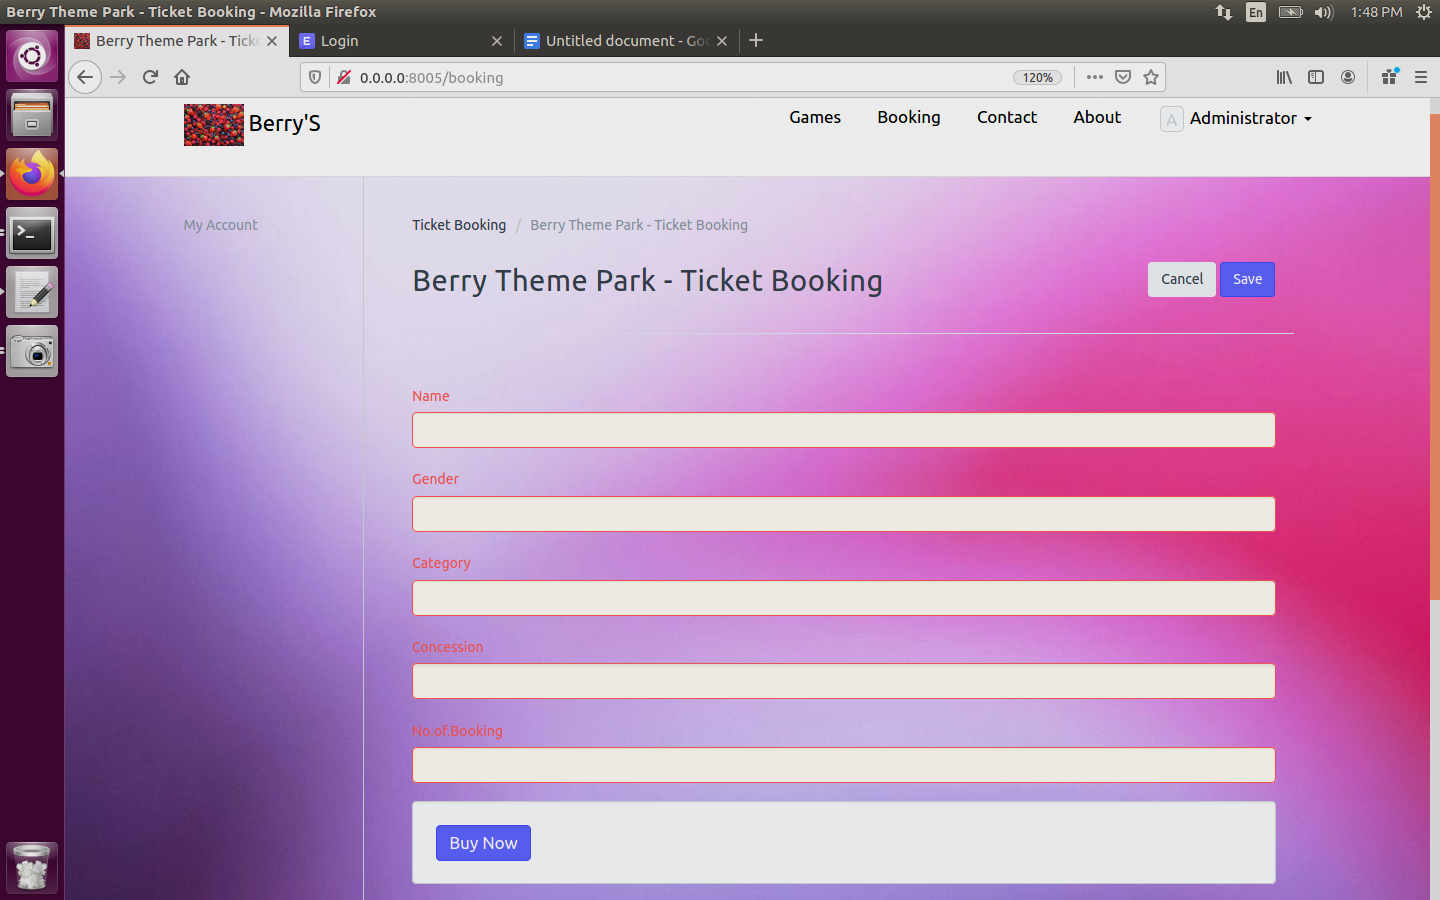 Berry Theme Park - Ticket Booking - Mozilla Firefox
En
1:48 PM
Berry Theme Park - Ticke
Login
Untitled document - Goo
0.0.0.0:8005/booking
120%
Berry'S
Games
Booking
Contact
About
A
Administrator
My Account
Ticket Booking / Berry Theme Park - Ticket Booking
Berry Theme Park - Ticket Booking
Cancel
Save
Name
Gender
Category
Concession
No.of.Booking
Buy Now